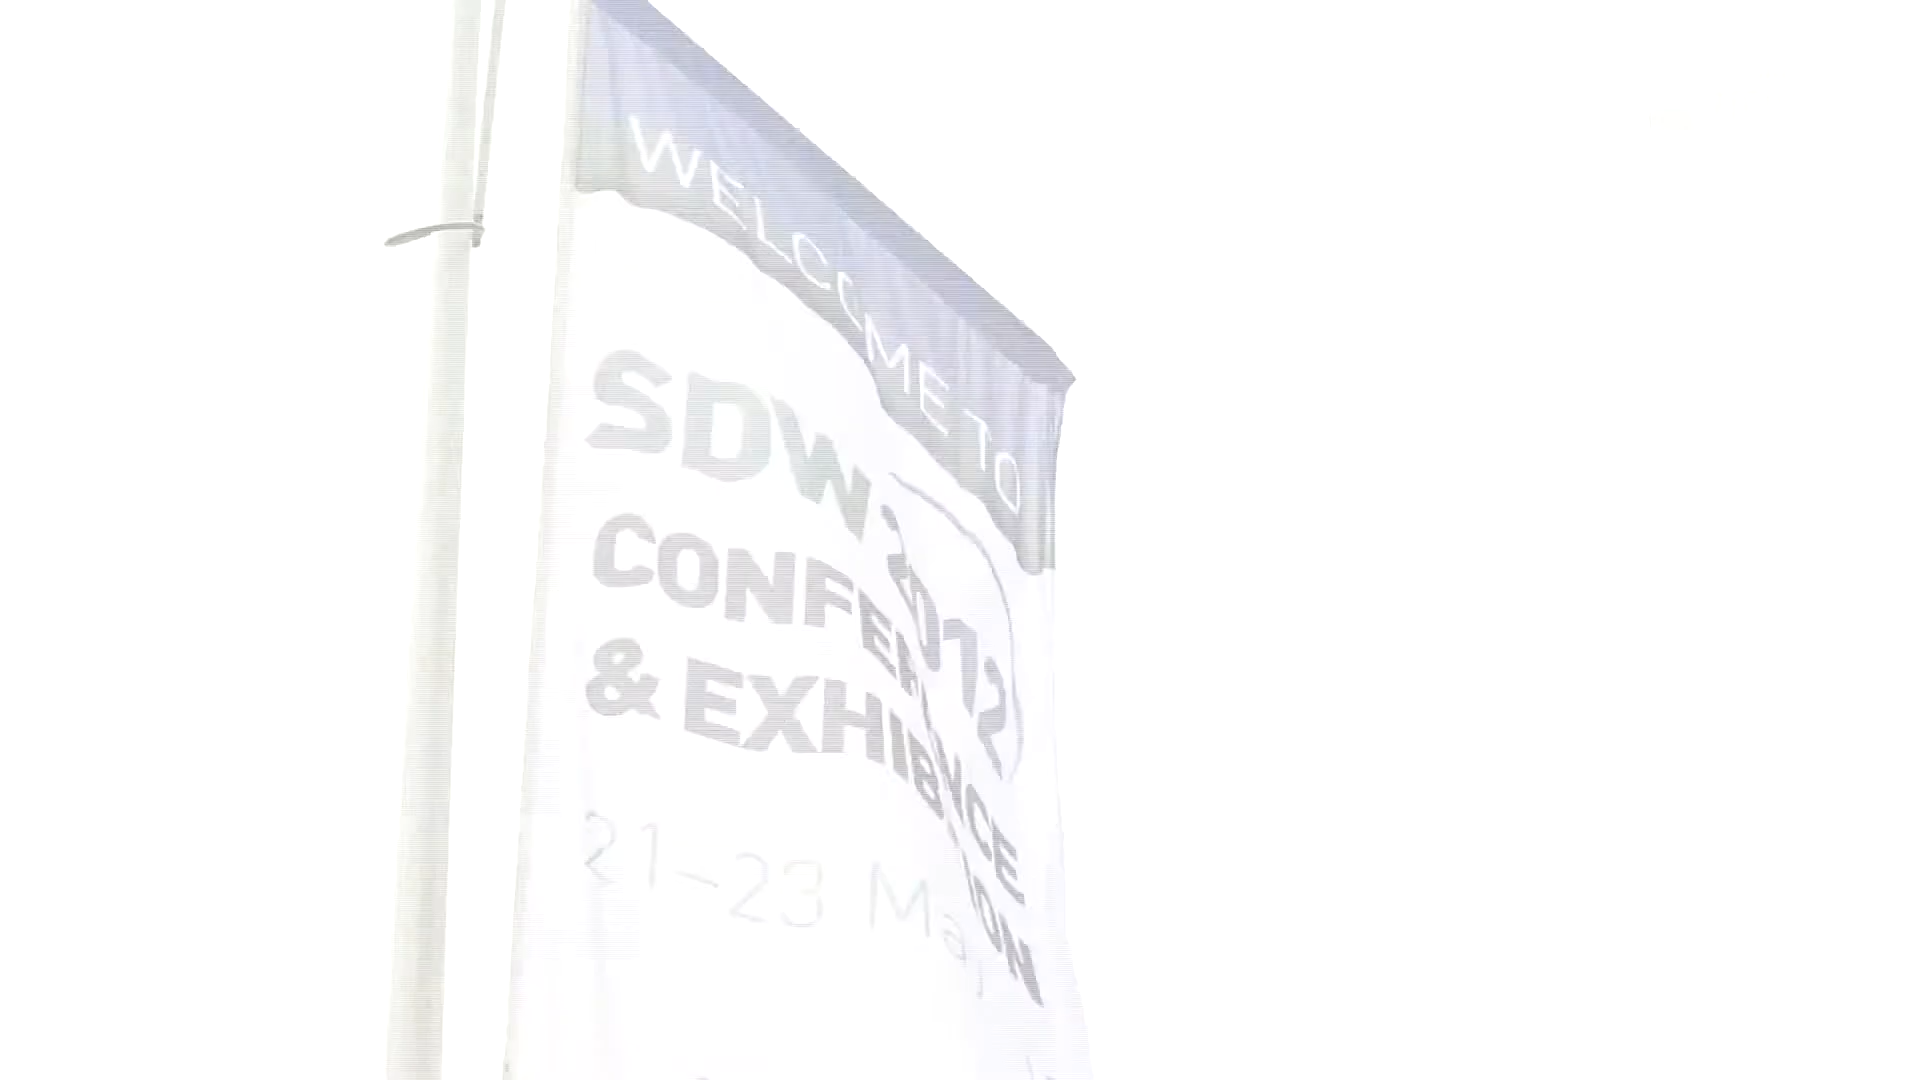 WELCOME TO
SDW 2012
CONFERENCE
& EXHIBITION
21–23 May